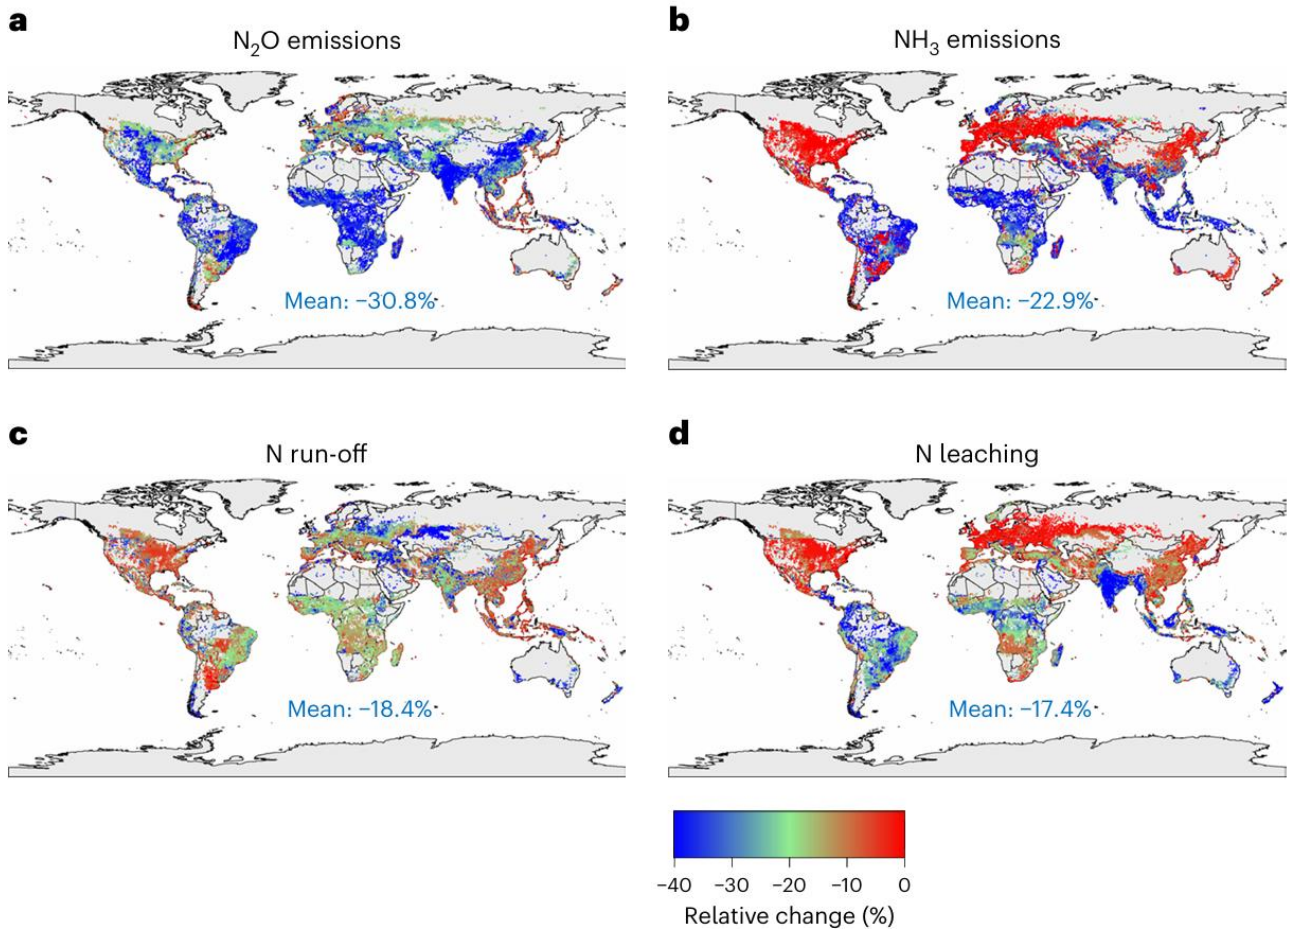 a
N₂O emissions
Mean: −30.8%
b
NH₃ emissions
Mean: −22.9%
c
N run-off
Mean: −18.4%
d
N leaching
Mean: −17.4%
−40 −30 −20 −10 0
Relative change (%)